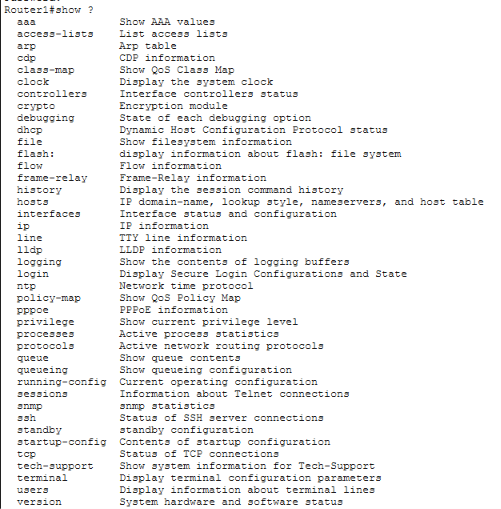 Router1#show ?
aaa Show AAA values
access-lists List access lists
arp Arp table
cdp CDP information
class-map Show QoS Class Map
clock Display the system clock
controllers Interface controllers status
crypto Encryption module
debugging State of each debugging option
dhcp Dynamic Host Configuration Protocol status
file Show filesystem information
flash: display information about flash: file system
flow Flow information
frame-relay Frame-Relay information
history Display the session command history
hosts IP domain-name, lookup style, nameservers, and host table
interfaces Interface status and configuration
ip IP information
line TTY line information
lldp LLDP information
logging Show the contents of logging buffers
login Display Secure Login Configurations and State
ntp Network time protocol
policy-map Show QoS Policy Map
pppoe PPPoE information
privilege Show current privilege level
processes Active process statistics
protocols Active network routing protocols
queue Show queue contents
queueing Show queueing configuration
running-config Current operating configuration
sessions Information about Telnet connections
snmp snmp statistics
ssh Status of SSH server connections
standby standby configuration
startup-config Contents of startup configuration
tcp Status of TCP connections
tech-support Show system information for Tech-Support
terminal Display terminal configuration parameters
users Display information about terminal lines
version System hardware and software status